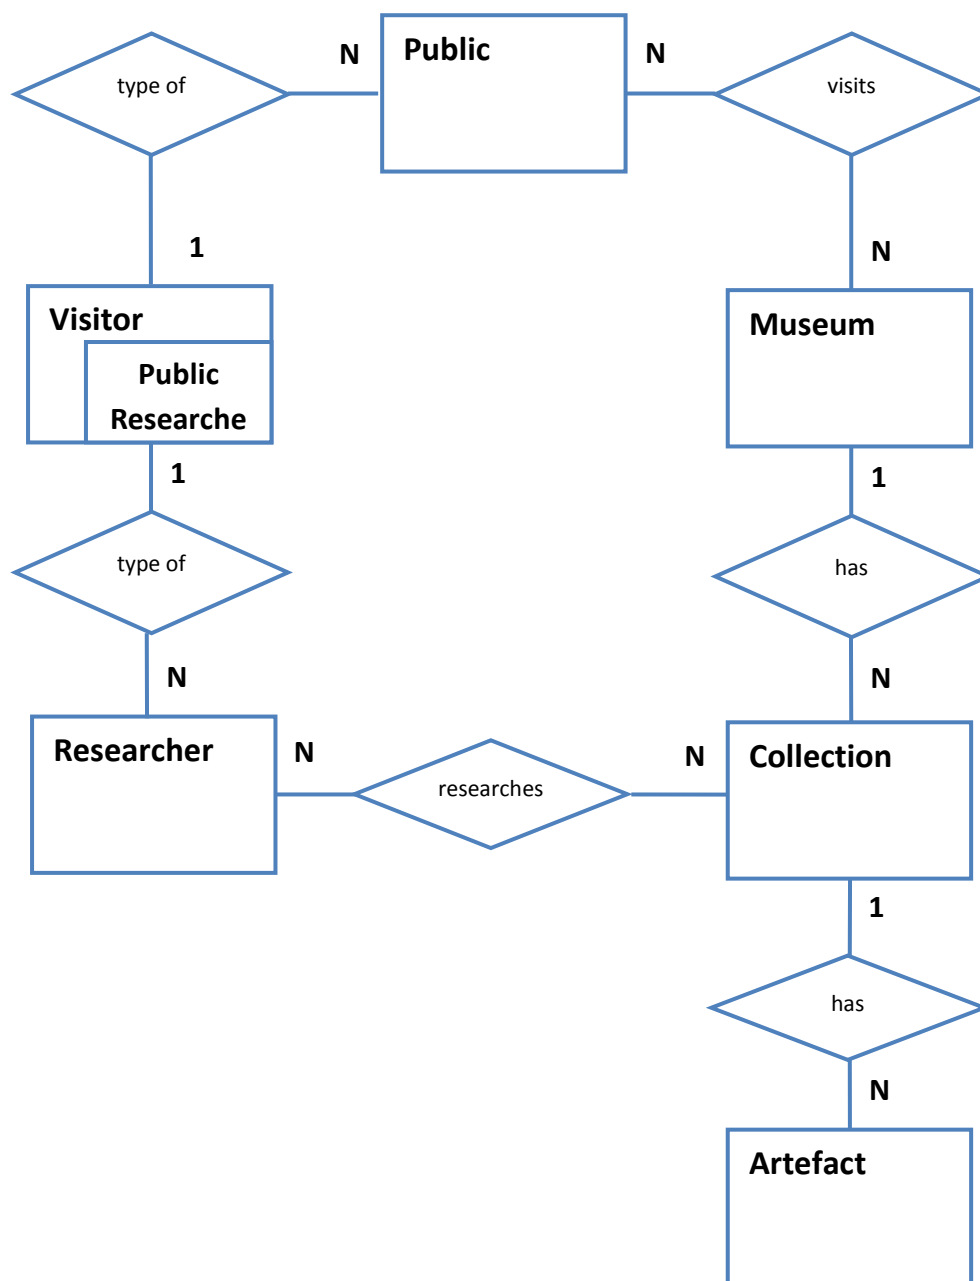 type of
N
Public
N
visits
1
N
Visitor
Public
Researche
Museum
1
1
type of
has
N
N
Researcher
N
researches
N
Collection
1
has
N
Artefact